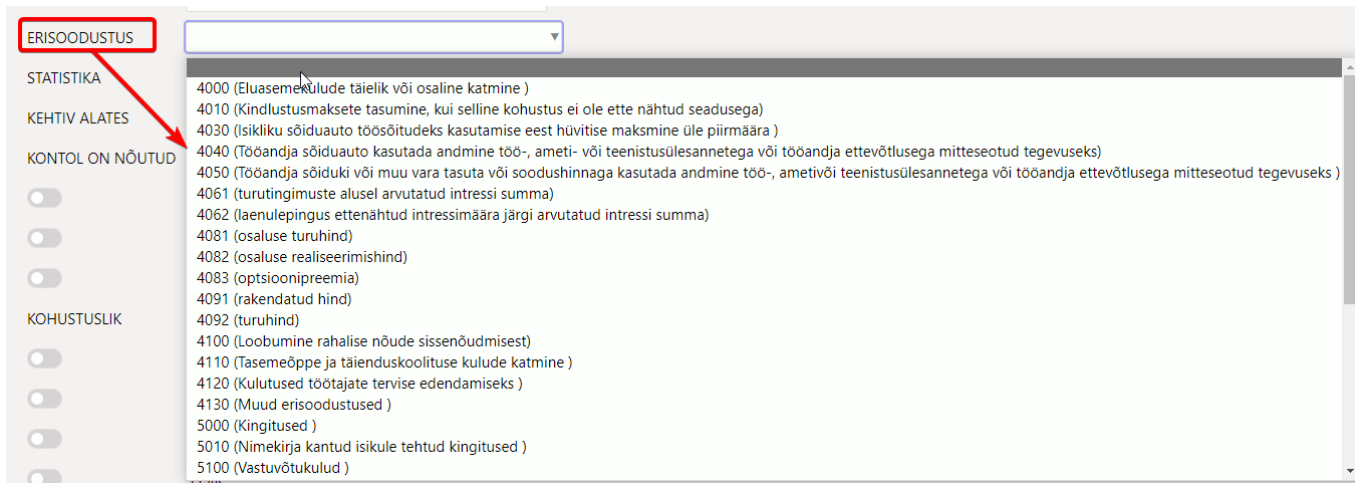 ERISOODUSTUS
STATISTIKA
KEHTIV ALATES
KONTOL ON NÕUTUD
KOHUSTUSLIK
4000 (Eluasemekulude täielik või osaline katmine )
4010 (Kindlustusmaksete tasumine, kui selline kohustus ei ole ette nähtud seadusega)
4030 (Isikliku sõiduauto töösõitudeks kasutamise eest hüvitise maksmine üle piirmäära )
4040 (Tööandja sõiduauto kasutada andmine töö-, ameti- või teenistusülesannetega või tööandja ettevõtlusega mitteseotud tegevuseks)
4050 (Tööandja sõiduki või muu vara tasuta või soodushinnaga kasutada andmine töö-, ametivõi teenistusülesannetega või tööandja ettevõtlusega mitteseotud tegevuseks )
4061 (turutingimuste alusel arvutatud intressi summa)
4062 (laenulepingus ettenähtud intressimäära järgi arvutatud intressi summa)
4081 (osaluse turuhind)
4082 (osaluse realiseerimishind)
4083 (optsioonipreemia)
4091 (rakendatud hind)
4092 (turuhind)
4100 (Loobumine rahalise nõude sissenõudmisest)
4110 (Tasemeõppe ja täienduskoolituse kulude katmine )
4120 (Kulutused töötajate tervise edendamiseks )
4130 (Muud erisoodustused )
5000 (Kingitused )
5010 (Nimekirja kantud isikule tehtud kingitused )
5100 (Vastuvõtukulud )